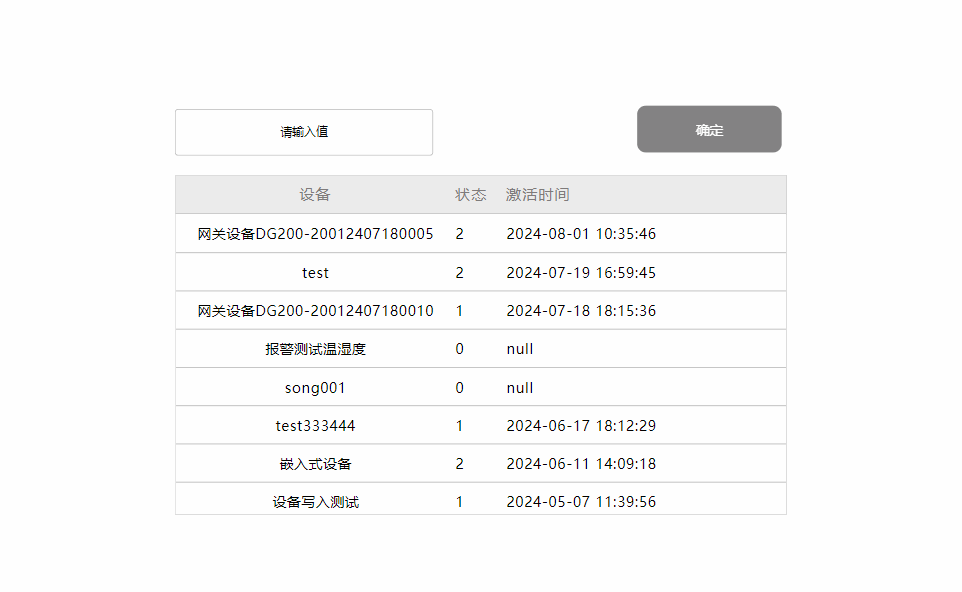 请输入值 确定
设备 状态 激活时间
网关设备DG200-20012407180005 2 2024-08-01 10:35:46
test 2 2024-07-19 16:59:45
网关设备DG200-20012407180010 1 2024-07-18 18:15:36
报警测试温湿度 0 null
song001 0 null
test333444 1 2024-06-17 18:12:29
嵌入式设备 2 2024-06-11 14:09:18
设备写入测试 1 2024-05-07 11:39:56